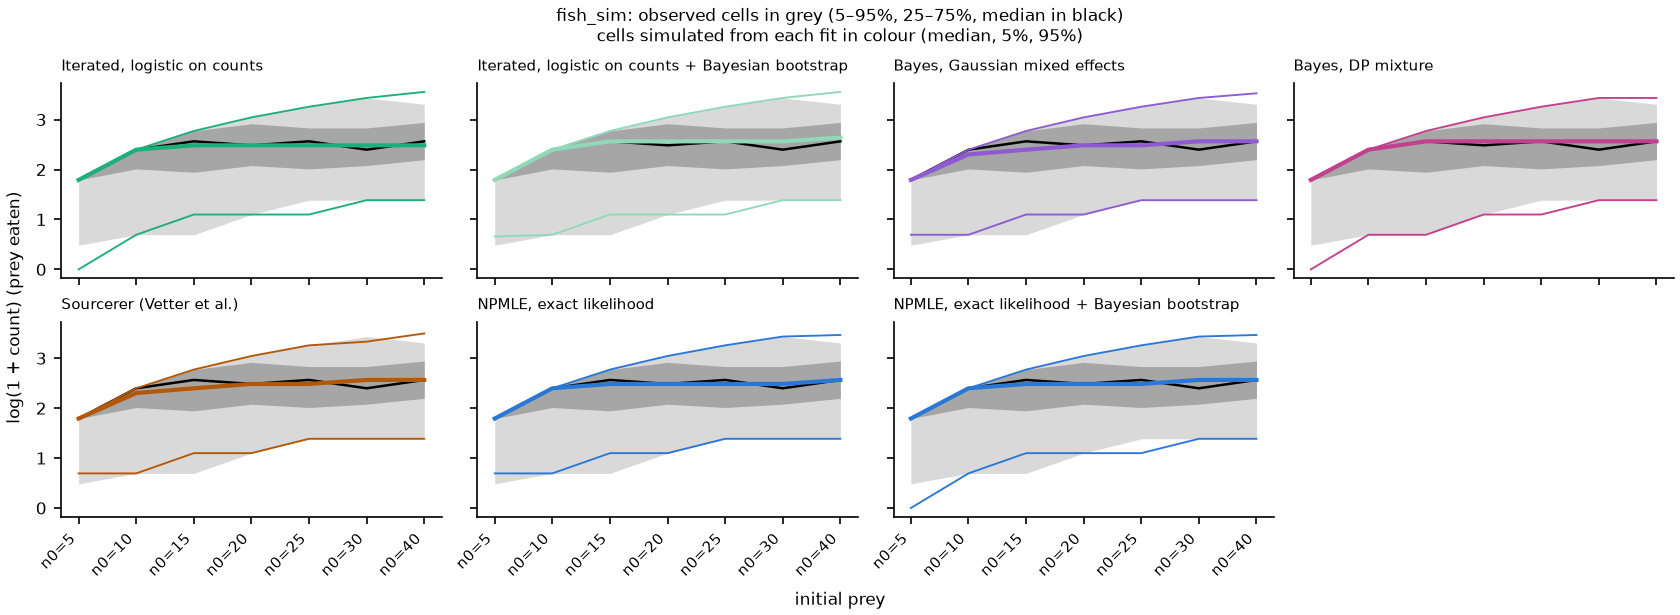 fish_sim: observed cells in grey (5–95%, 25–75%, median in black)
cells simulated from each fit in colour (median, 5%, 95%)
Iterated, logistic on counts
Iterated, logistic on counts + Bayesian bootstrap
Bayes, Gaussian mixed effects
Bayes, DP mixture
3
2
1
0
log(1 + count) (prey eaten)
Sourcerer (Vetter et al.)
NPMLE, exact likelihood
NPMLE, exact likelihood + Bayesian bootstrap
3
2
1
0
n0=5 n0=10 n0=15 n0=20 n0=25 n0=30 n0=40
n0=5 n0=10 n0=15 n0=20 n0=25 n0=30 n0=40
n0=5 n0=10 n0=15 n0=20 n0=25 n0=30 n0=40
initial prey